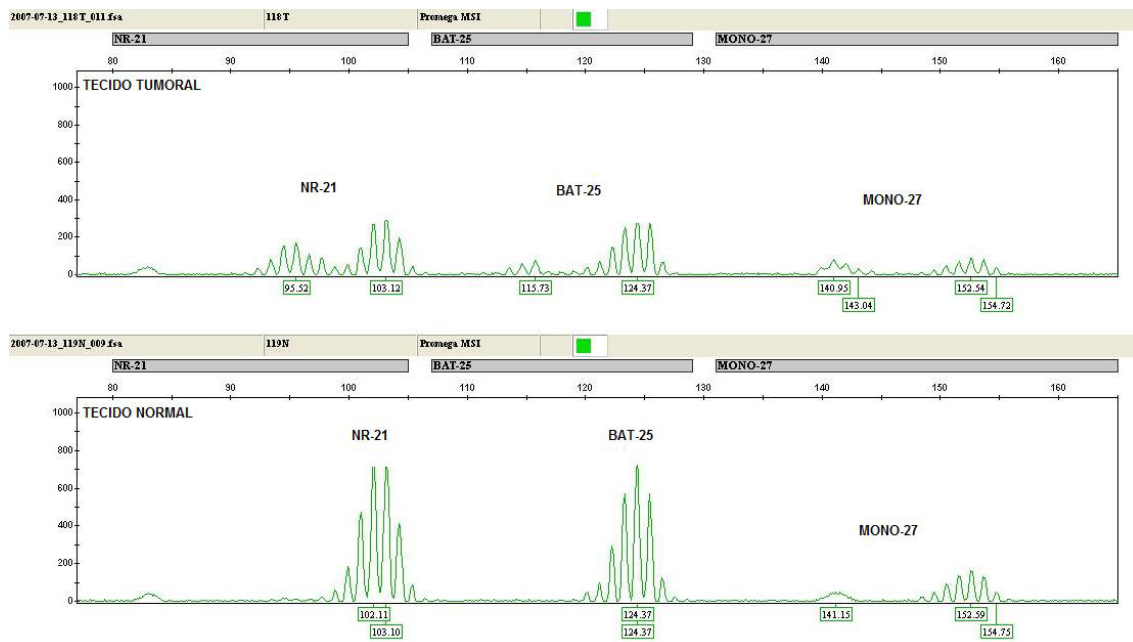 2007-07-13_118T_011.fsa 118T Promega MSI
NR-21 BAT-25 MONO-27
80 90 100 110 120 130 140 150 160
TECIDO TUMORAL
1000
800
600
400
200
0
NR-21 BAT-25 MONO-27
95.52 103.12 115.73 124.37 140.95 152.54
143.04 154.72
2007-07-13_119N_009.fsa 119N Promega MSI
NR-21 BAT-25 MONO-27
80 90 100 110 120 130 140 150 160
TECIDO NORMAL
1000
800
600
400
200
0
NR-21 BAT-25
MONO-27
102.11 124.37 141.15 152.59
103.10 124.37 154.75